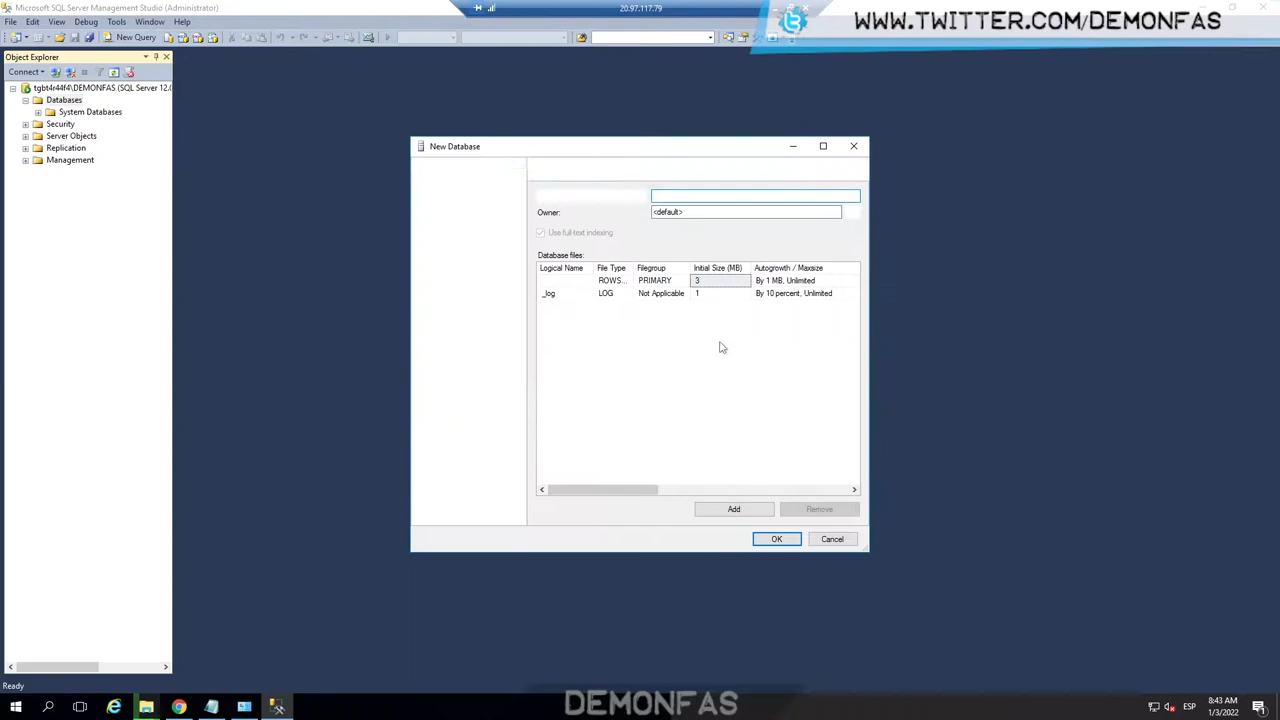 Microsoft SQL Server Management Studio (Administrator)
20.97.117.79
WWW.TWITTER.COM/DEMONFAS
File Edit View Debug Tools Window Help
New Query
Object Explorer
Connect
tgbt4r44f4\DEMONFAS (SQL Server 12.0
Databases
System Databases
Security
Server Objects
Replication
Management
New Database
Owner:
<default>
Use full-text indexing
Database files:
Logical Name File Type Filegroup Initial Size (MB) Autogrowth / Maxsize
ROWS... PRIMARY 3 By 1 MB, Unlimited
_log LOG Not Applicable 1 By 10 percent, Unlimited
Add
Remove
OK
Cancel
Ready
DEMONFAS
ESP
8:43 AM
1/3/2022